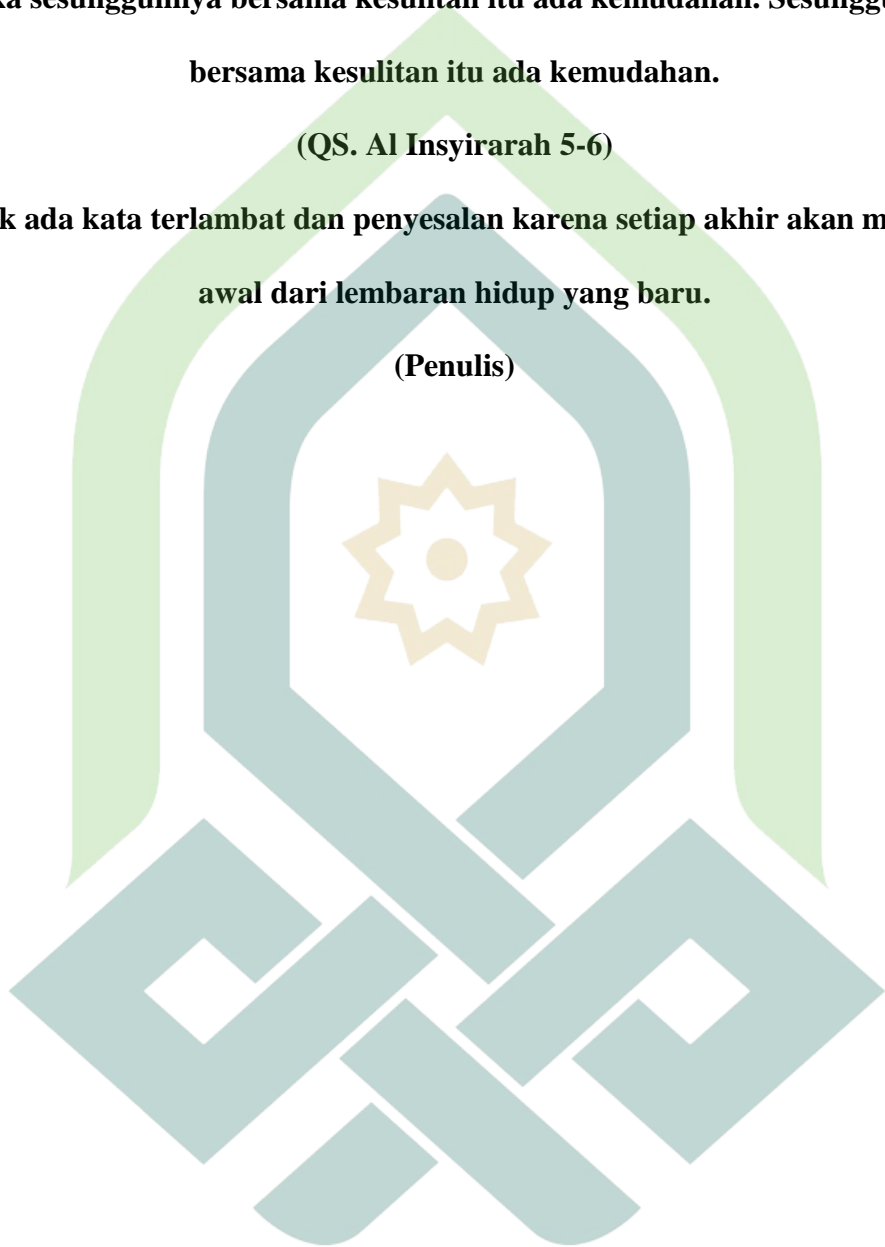 sesungguhnya bersama kesulitan itu ada kemudahan.
bersama kesulitan itu ada kemudahan.
(QS. Al Insyirarah 5-6)
ada kata terlambat dan penyesalan karena setiap akhir akan
awal dari lembaran hidup yang baru.
(Penulis)